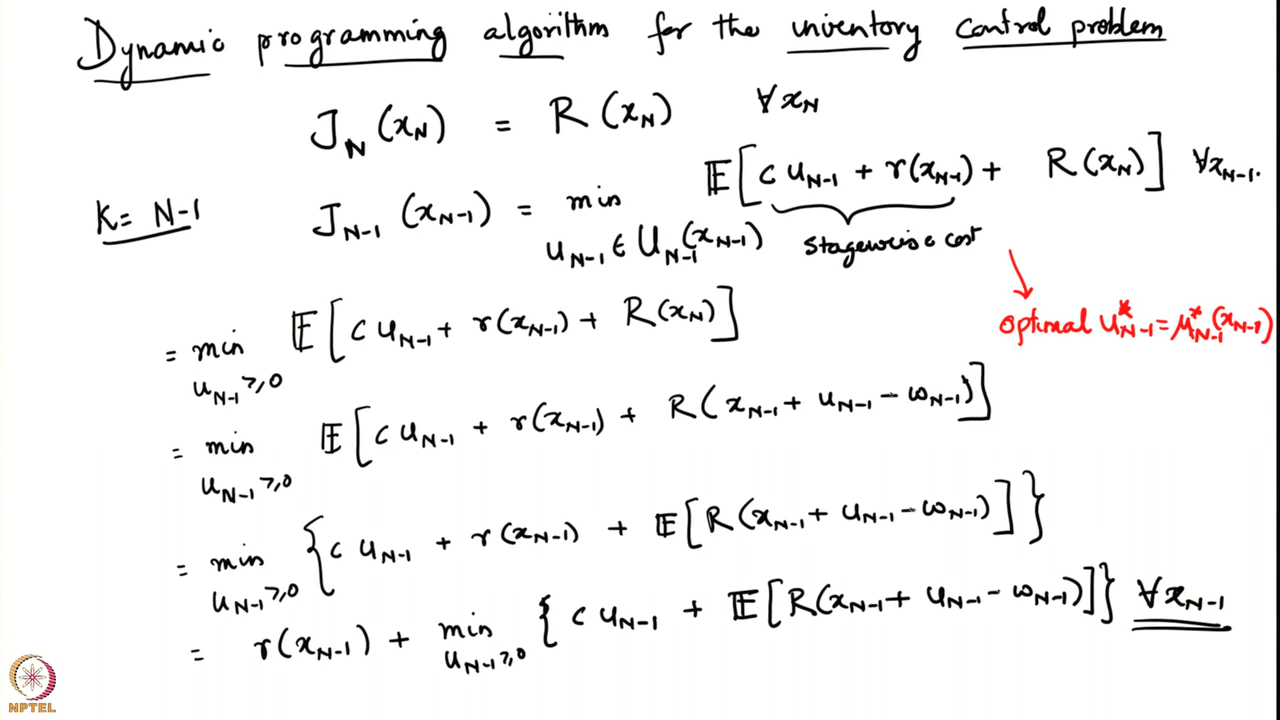 Dynamic programming algorithm for the inventory control problem
J_N (x_N) = R (x_N) ∀ x_N
K = N-1 J_{N-1} (x_{N-1}) = min_{u_{N-1} ∈ U_{N-1}(x_{N-1})} 𝔼[c u_{N-1} + r(x_{N-1}) + R(x_N)] ∀x_{N-1}.
stagewise cost
optimal u*_{N-1} = μ*_{N-1}(x_{N-1})
= min_{u_{N-1} ≥ 0} 𝔼[c u_{N-1} + r(x_{N-1}) + R(x_N)]
= min_{u_{N-1} ≥ 0} 𝔼[c u_{N-1} + r(x_{N-1}) + R(x_{N-1} + u_{N-1} - ω_{N-1})]
= min_{u_{N-1} ≥ 0} {c u_{N-1} + r(x_{N-1}) + 𝔼[R(x_{N-1} + u_{N-1} - ω_{N-1})]}
= r(x_{N-1}) + min_{u_{N-1} ≥ 0} {c u_{N-1} + 𝔼[R(x_{N-1} + u_{N-1} - ω_{N-1})]} ∀x_{N-1}
NPTEL